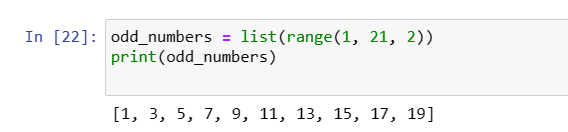 In [22]: odd_numbers = list(range(1, 21, 2))
print(odd_numbers)
[1, 3, 5, 7, 9, 11, 13, 15, 17, 19]